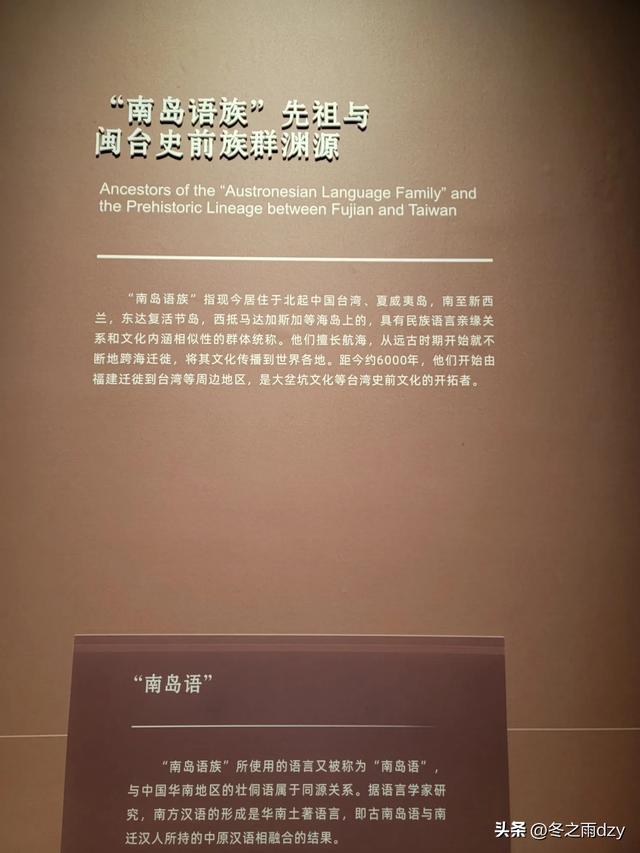 “南岛语族”先祖与
闽台史前族群渊源
Ancestors of the “Austronesian Language Family” and
the Prehistoric Lineage between Fujian and Taiwan
“南岛语族”指现今居住于北起中国台湾、夏威夷岛，南至新西
兰，东达复活节岛，西抵马达加斯加等海岛上的，具有民族语言亲缘关
系和文化内涵相似性的群体统称。他们擅长航海，从远古时期开始就不
断地跨海迁徙，将其文化传播到世界各地。距今约6000年，他们开始由
福建迁徙到台湾等周边地区，是大坌坑文化等台湾史前文化的开拓者。
“南岛语”
“南岛语族”所使用的语言又被称为“南岛语”，
与中国华南地区的壮侗语属于同源关系。据语言学家研
究，南方汉语的形成是华南土著语言，即古南岛语与南
迁汉人所持的中原汉语相融合的结果。
头条 @冬之雨dzy